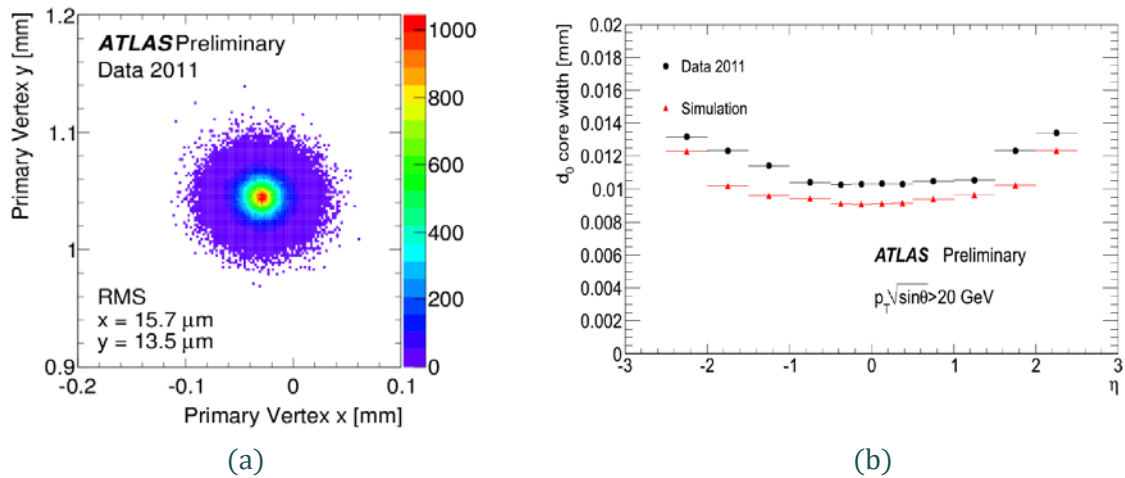 ATLAS Preliminary
Data 2011
RMS
x = 15.7 μm
y = 13.5 μm
Primary Vertex y [mm]
1.2
1.1
1
0.9
-0.2
-0.1
0
0.1
Primary Vertex x [mm]
1000
800
600
400
200
0
(a)
d₀ core width [mm]
0.02
0.018
0.016
0.014
0.012
0.01
0.008
0.006
0.004
0.002
0
Data 2011
Simulation
ATLAS Preliminary
p_T√sinθ>20 GeV
-3
-2
-1
0
1
2
3
η
(b)